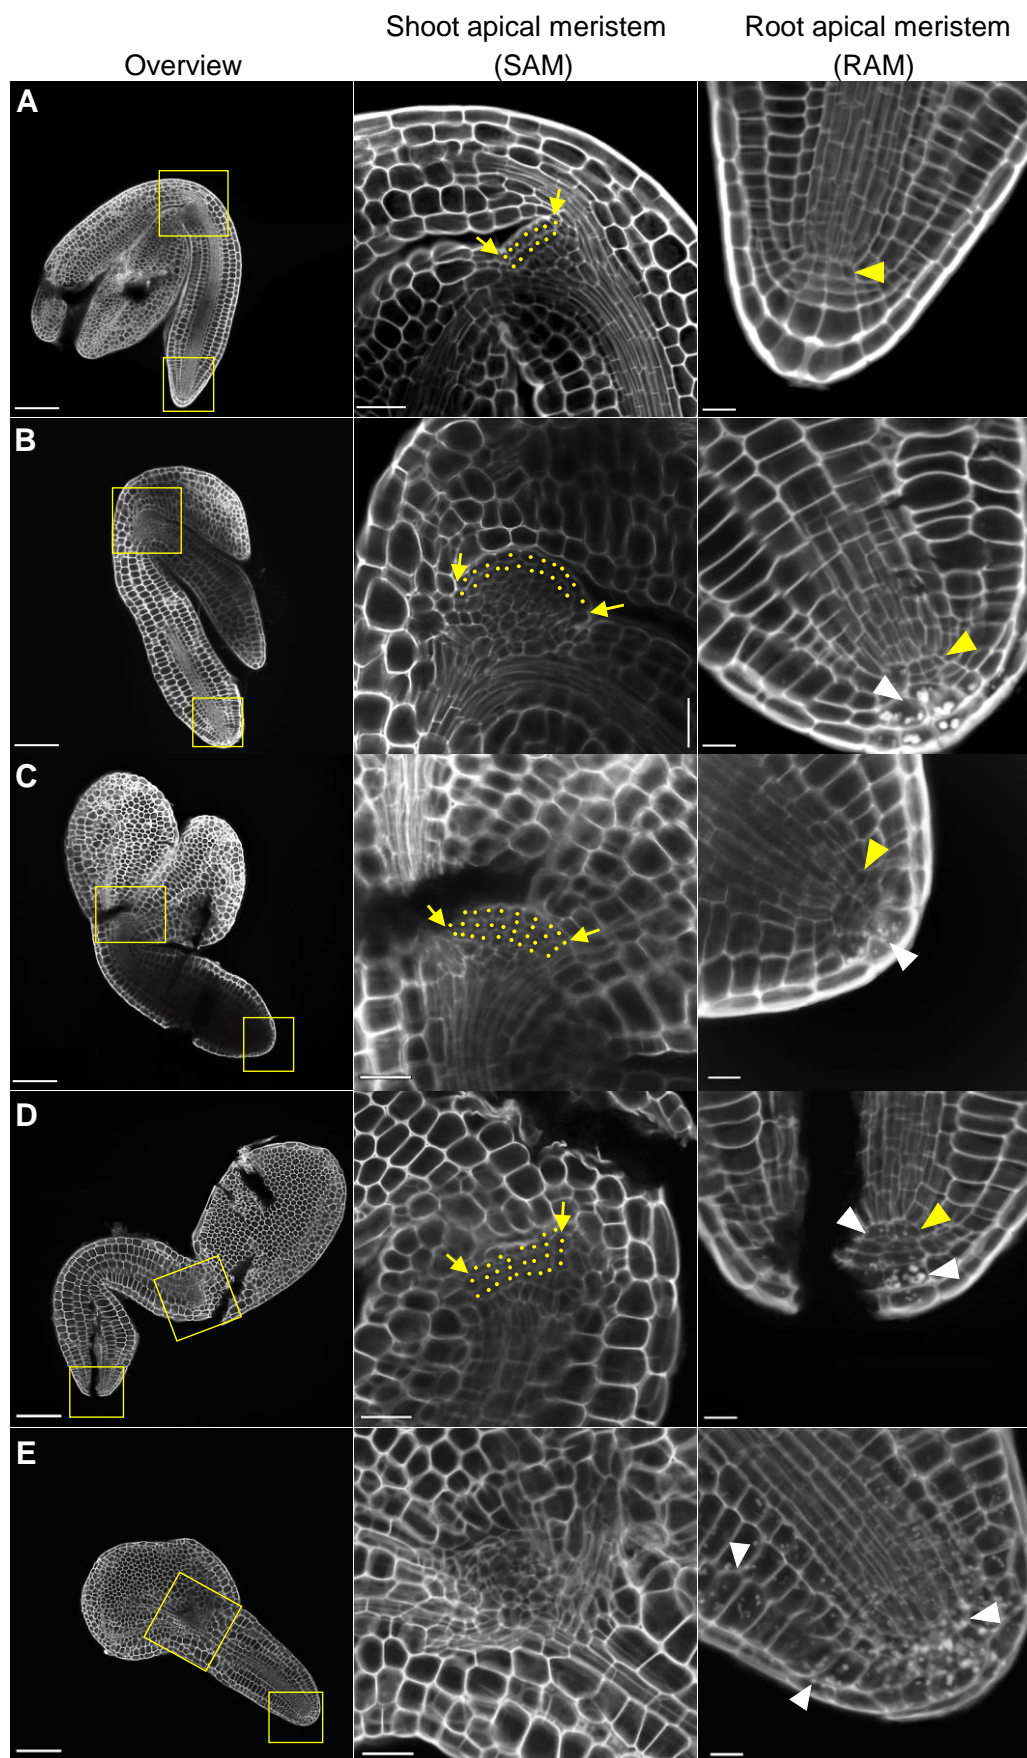 Shoot apical meristem
Root apical meristem
Overview
(SAM)
(RAM)
A
B
C
D
E